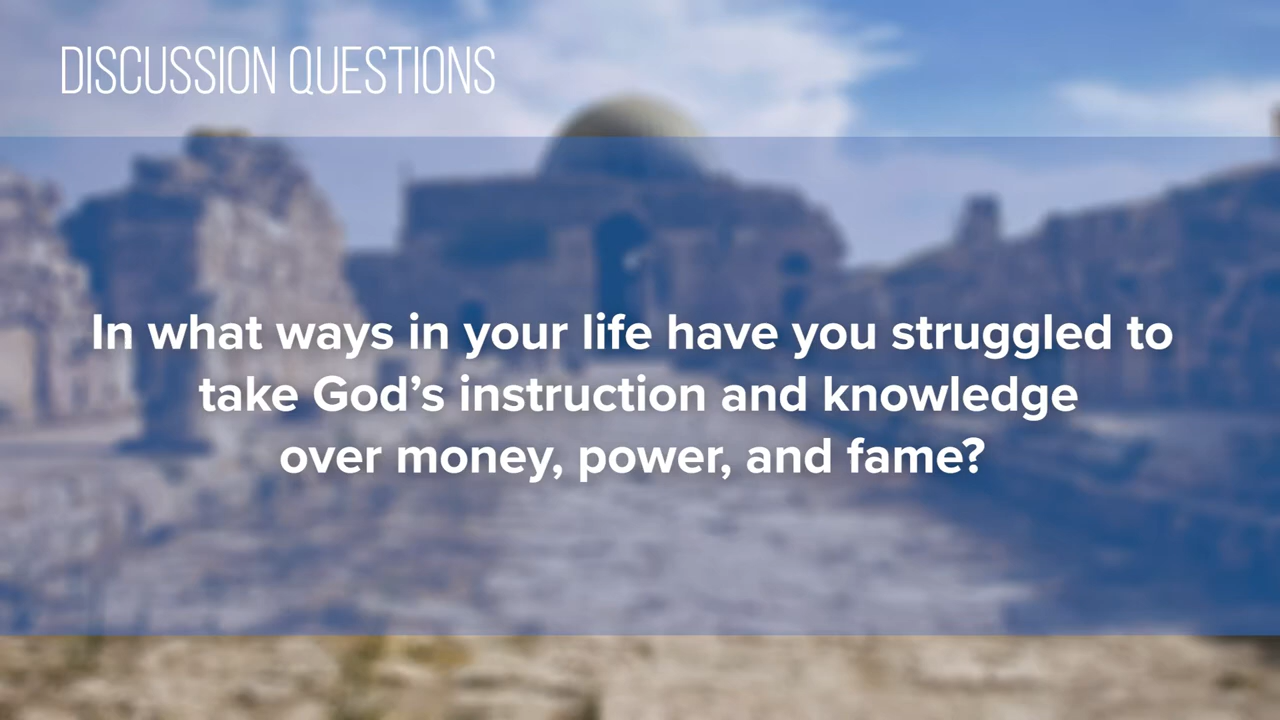 DISCUSSION QUESTIONS
In what ways in your life have you struggled to
take God’s instruction and knowledge
over money, power, and fame?